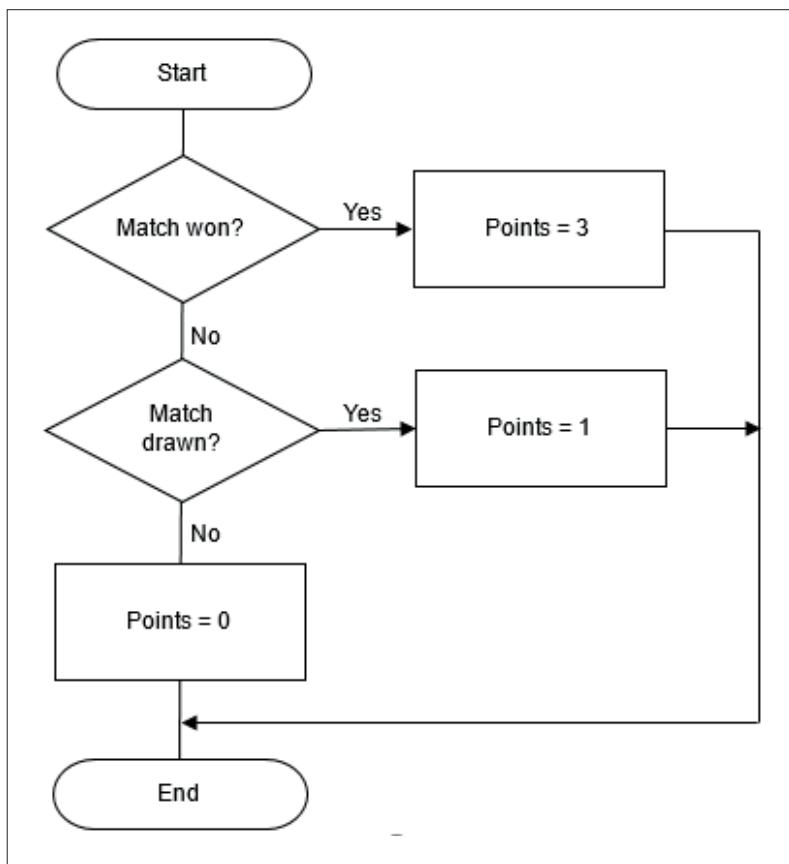 Start
Match won?
Yes
Points = 3
No
Match
drawn?
Yes
Points = 1
No
Points = 0
End